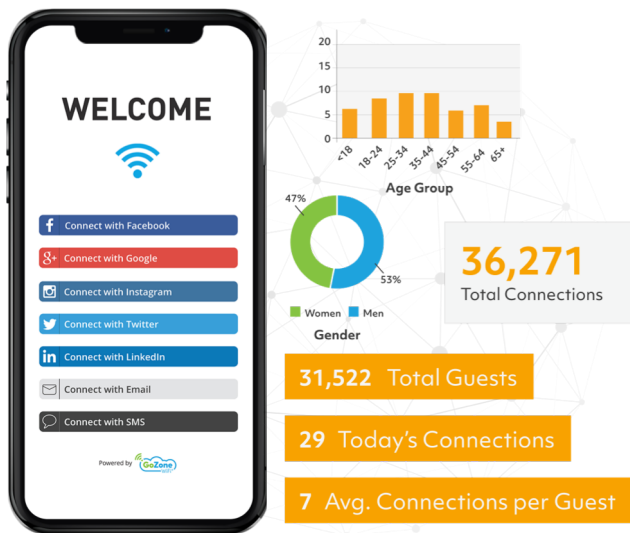 WELCOME
Connect with Facebook
8+ Connect with Google
Connect with Instagram
Connect with Twitter
in Connect with LinkedIn
Connect with Email
Connect with SMS
Powered by GoZone WiFi
20
15
10
5
0
<18 18-24 25-34 35-44 45-54 55-64 65+
Age Group
47%
53%
Women Men
Gender
36,271
Total Connections
31,522 Total Guests
29 Today's Connections
7 Avg. Connections per Guest